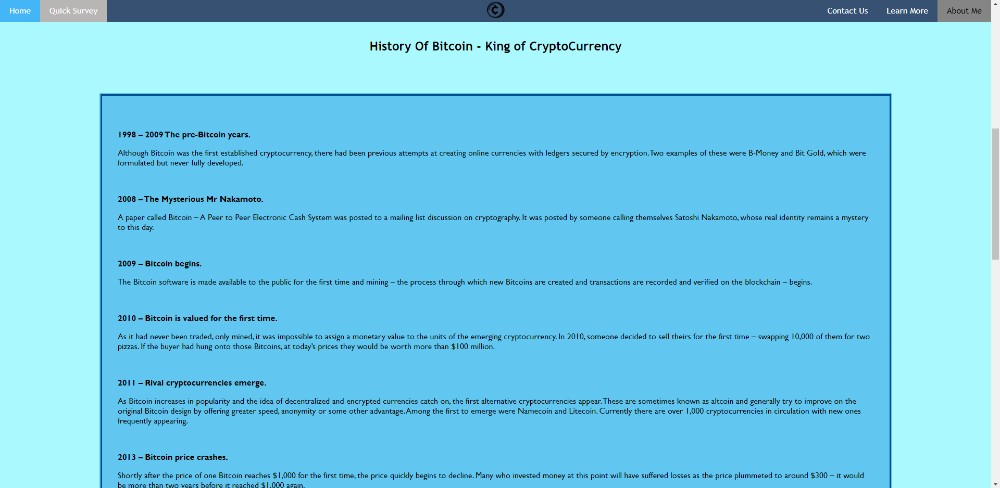 Home Quick Survey Contact Us Learn More About Me
History Of Bitcoin - King of CryptoCurrency
1998 – 2009 The pre-Bitcoin years.
Although Bitcoin was the first established cryptocurrency, there had been previous attempts at creating online currencies with ledgers secured by encryption. Two examples of these were B-Money and Bit Gold, which were
formulated but never fully developed.
2008 – The Mysterious Mr Nakamoto.
A paper called Bitcoin – A Peer to Peer Electronic Cash System was posted to a mailing list discussion on cryptography. It was posted by someone calling themselves Satoshi Nakamoto, whose real identity remains a mystery
to this day.
2009 – Bitcoin begins.
The Bitcoin software is made available to the public for the first time and mining – the process through which new Bitcoins are created and transactions are recorded and verified on the blockchain – begins.
2010 – Bitcoin is valued for the first time.
As it had never been traded, only mined, it was impossible to assign a monetary value to the units of the emerging cryptocurrency. In 2010, someone decided to sell theirs for the first time – swapping 10,000 of them for two
pizzas. If the buyer had hung onto those Bitcoins, at today's prices they would be worth more than $100 million.
2011 – Rival cryptocurrencies emerge.
As Bitcoin increases in popularity and the idea of decentralized and encrypted currencies catch on, the first alternative cryptocurrencies appear. These are sometimes known as altcoin and generally try to improve on the
original Bitcoin design by offering greater speed, anonymity or some other advantage. Among the first to emerge were Namecoin and Litecoin. Currently there are over 1,000 cryptocurrencies in circulation with new ones
frequently appearing.
2013 – Bitcoin price crashes.
Shortly after the price of one Bitcoin reaches $1,000 for the first time, the price quickly begins to decline. Many who invested money at this point will have suffered losses as the price plummeted to around $300 – it would
be more than two years before it reached $1,000 again.